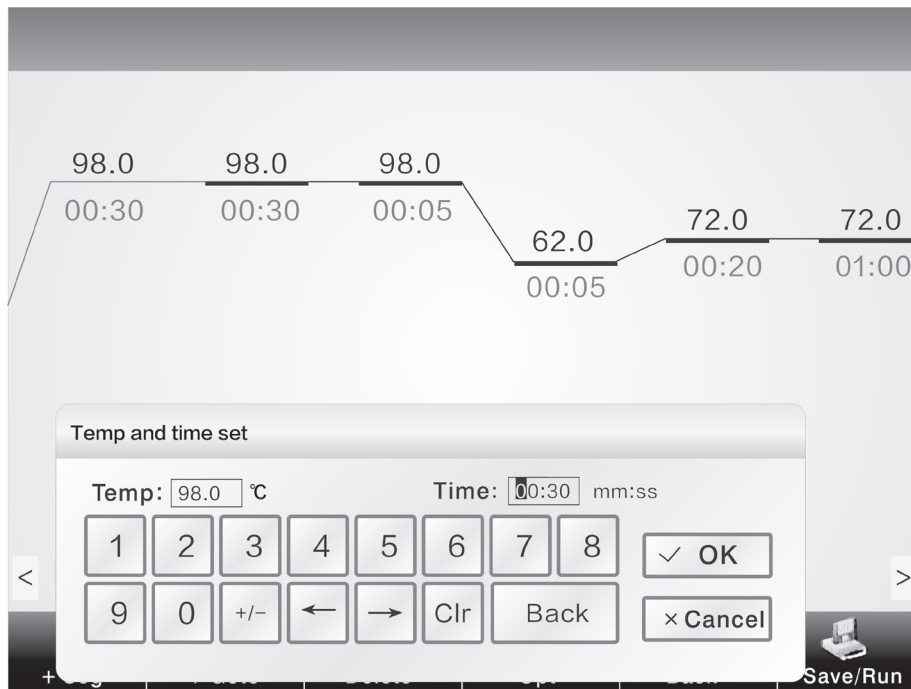 98.0 98.0 98.0
00:30 00:30 00:05
72.0 72.0
62.0
00:20 01:00
00:05
Temp and time set
Temp: 98.0 ℃ Time: 00:30 mm:ss
1 2 3 4 5 6 7 8
✓ OK
< >
9 0 +/− ← → Clr Back
× Cancel
Save/Run